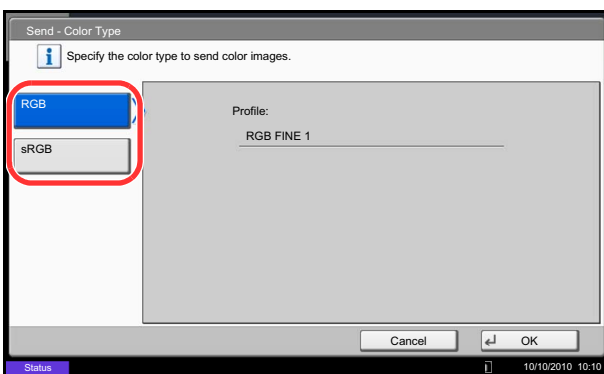 Send - Color Type
i Specify the color type to send color images.
RGB
Profile:
RGB FINE 1
sRGB
Cancel
OK
Status
10/10/2010 10:10